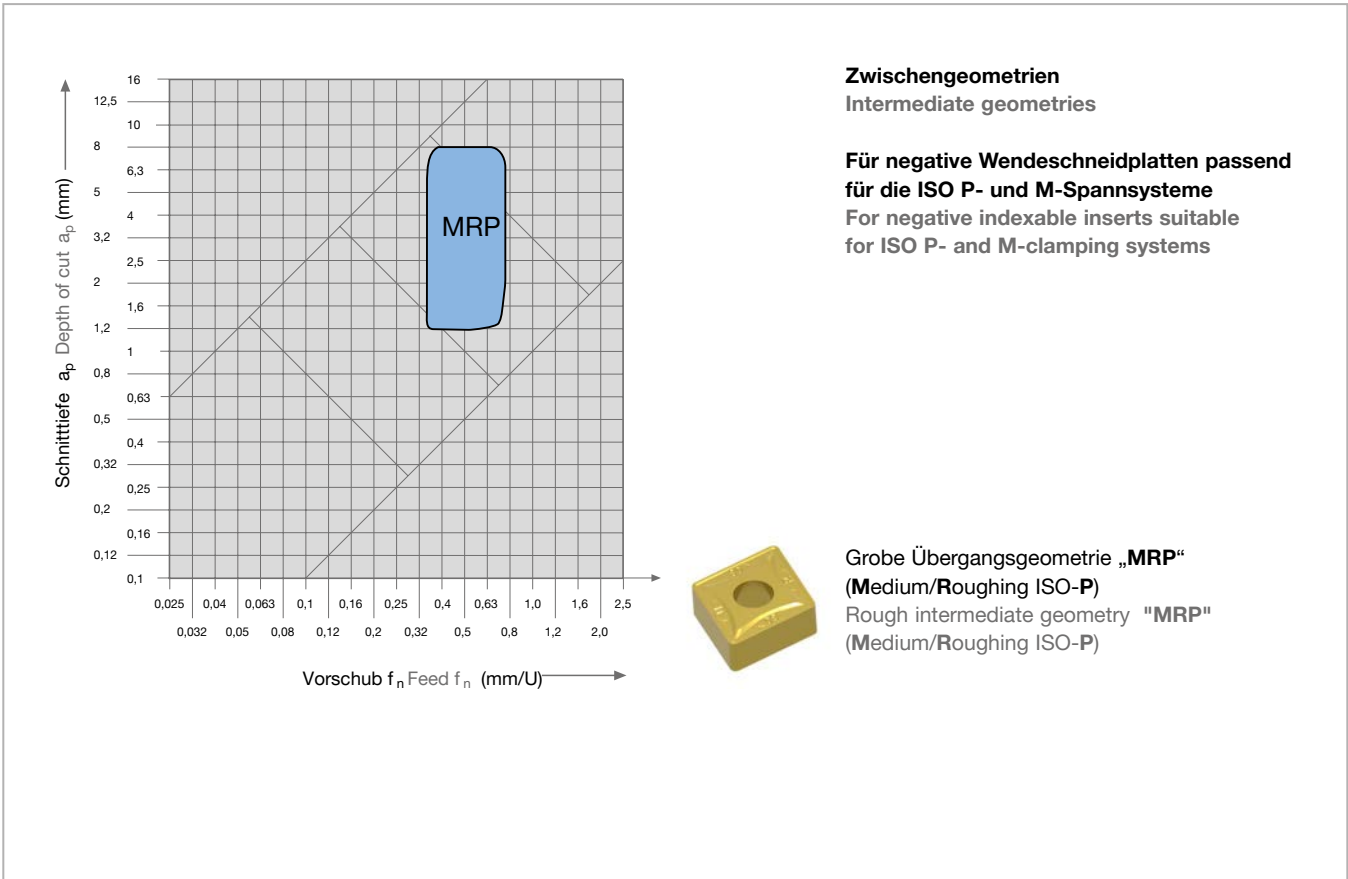 16
12,5
10
8
6,3
5
4
3,2
2,5
2
1,6
1,2
1
0,8
0,63
0,5
0,4
0,32
0,25
0,2
0,16
0,12
0,1
Schnitttiefe ap Depth of cut ap (mm)
MRP
0,025 0,04 0,063 0,1 0,16 0,25 0,4 0,63 1,0 1,6 2,5
0,032 0,05 0,08 0,12 0,2 0,32 0,5 0,8 1,2 2,0
Vorschub fn Feed fn (mm/U)
Zwischengeometrien
Intermediate geometries
Für negative Wendeschneidplatten passend
für die ISO P- und M-Spannsysteme
For negative indexable inserts suitable
for ISO P- and M-clamping systems
Grobe Übergangsgeometrie „MRP“
(Medium/Roughing ISO-P)
Rough intermediate geometry "MRP"
(Medium/Roughing ISO-P)